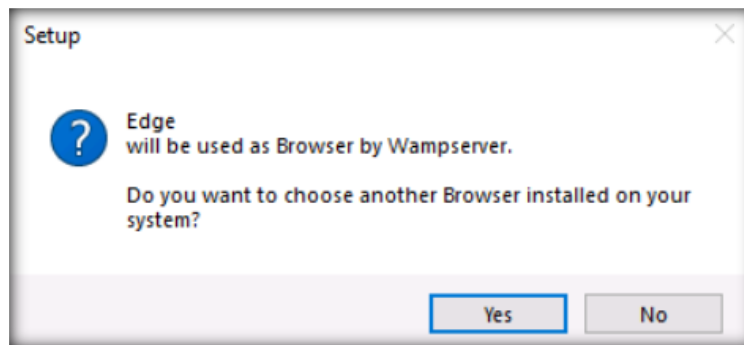 Setup
Edge
will be used as Browser by Wampserver.
Do you want to choose another Browser installed on your
system?
Yes No